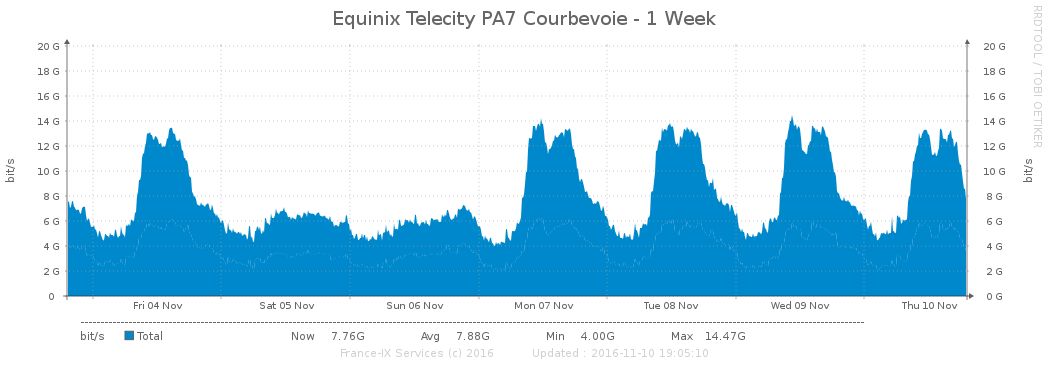 Equinix Telecity PA7 Courbevoie - 1 Week
RRDTOOL / TOBI OETIKER
20 G 20 G
18 G 18 G
16 G 16 G
14 G 14 G
12 G 12 G
10 G 10 G
8 G 8 G
6 G 6 G
4 G 4 G
2 G 2 G
0 0 G
bit/s bit/s
Fri 04 Nov Sat 05 Nov Sun 06 Nov Mon 07 Nov Tue 08 Nov Wed 09 Nov Thu 10 Nov
bit/s Total Now 7.76G Avg 7.88G Min 4.00G Max 14.47G
France-IX Services (c) 2016 Updated : 2016-11-10 19:05:10